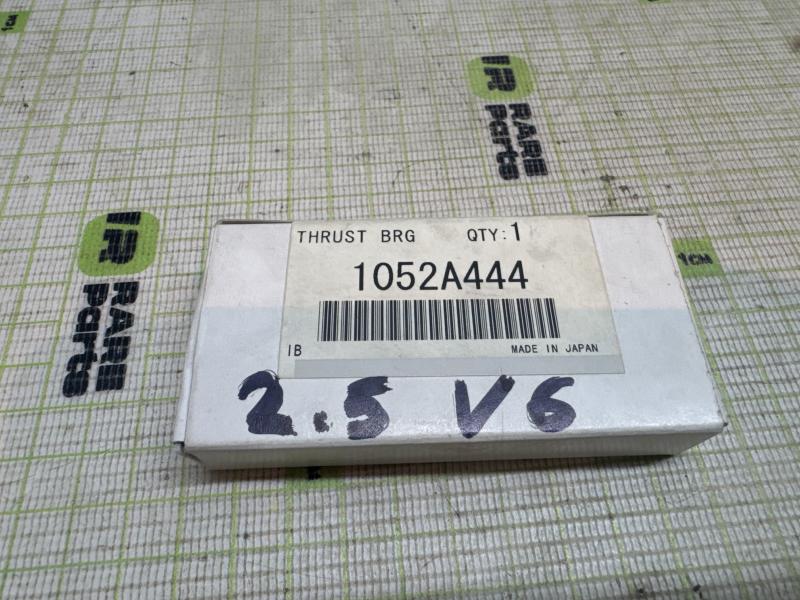 1CM
IR RARE
Parts
IR RARE
Parts
1CM
THRUST BRG QTY:1
1052A444
IB MADE IN JAPAN
2.5 V6